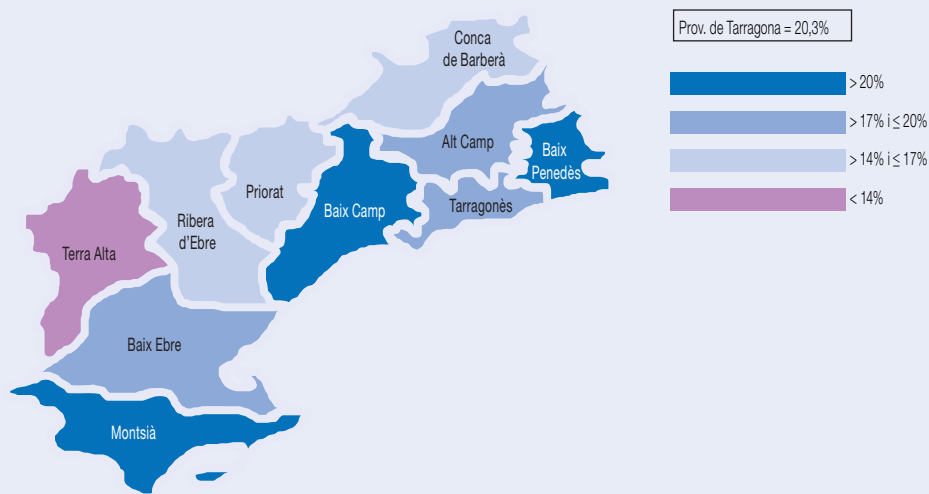 Prov. de Tarragona = 20,3%
> 20%
> 17% i ≤ 20%
> 14% i ≤ 17%
< 14%
Conca
de Barberà
Alt Camp
Baix
Penedès
Priorat
Baix Camp
Tarragonès
Ribera
d'Ebre
Terra Alta
Baix Ebre
Montsià